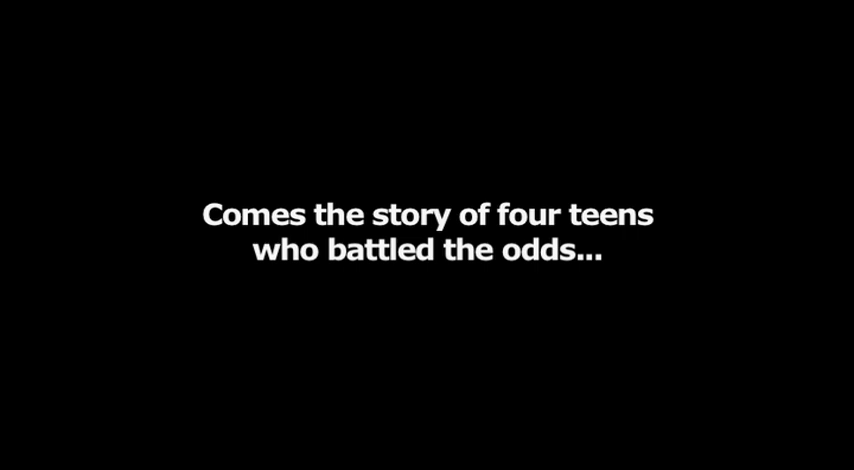 Comes the story of four teens
who battled the odds...